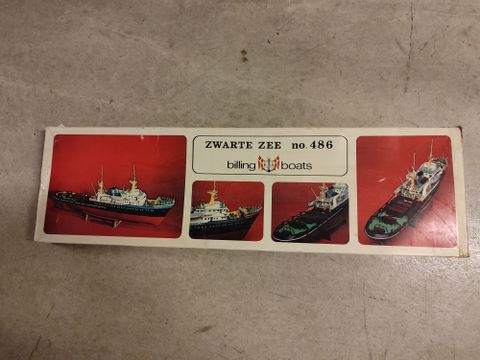 ZWARTE ZEE no. 486
billing boats